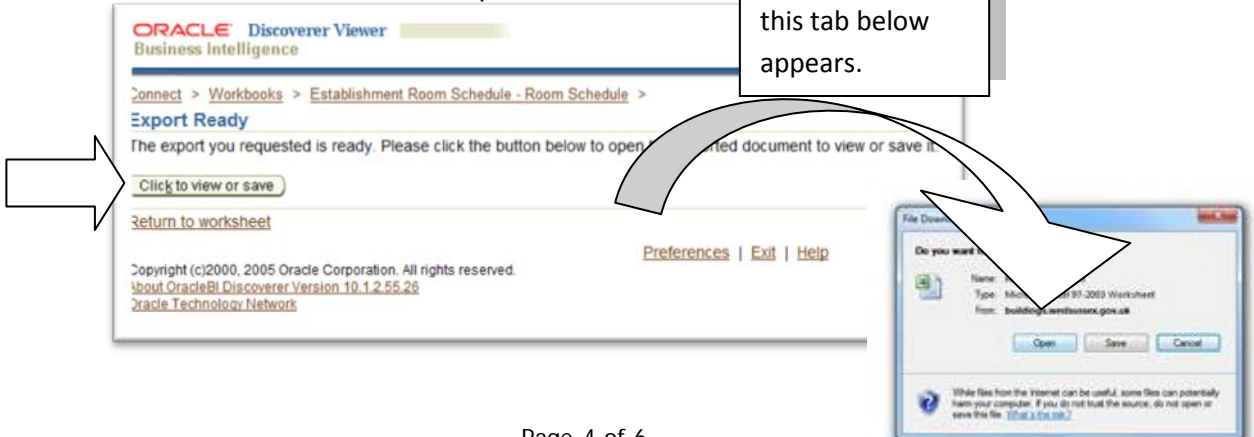 this tab below
appears.
ORACLE Discoverer Viewer
Business Intelligence
Connect > Workbooks > Establishment Room Schedule - Room Schedule >
Export Ready
The export you requested is ready. Please click the button below to open document to view or save it.
Click to view or save
Return to worksheet
Preferences | Exit | Help
Copyright (c)2000, 2005 Oracle Corporation. All rights reserved.
About OracleBI Discoverer Version 10.1.2.55.26
Oracle Technology Network
File
Do you want
Name:
Type: 97-2003 Worksheet
From: buildings.westsussex.gov.uk
Open Save Cancel
While files from the Internet can be useful, some files can potentially
harm your computer. If you do not trust the source, do not open or
save this file. What's the risk?
Page 4 of 6